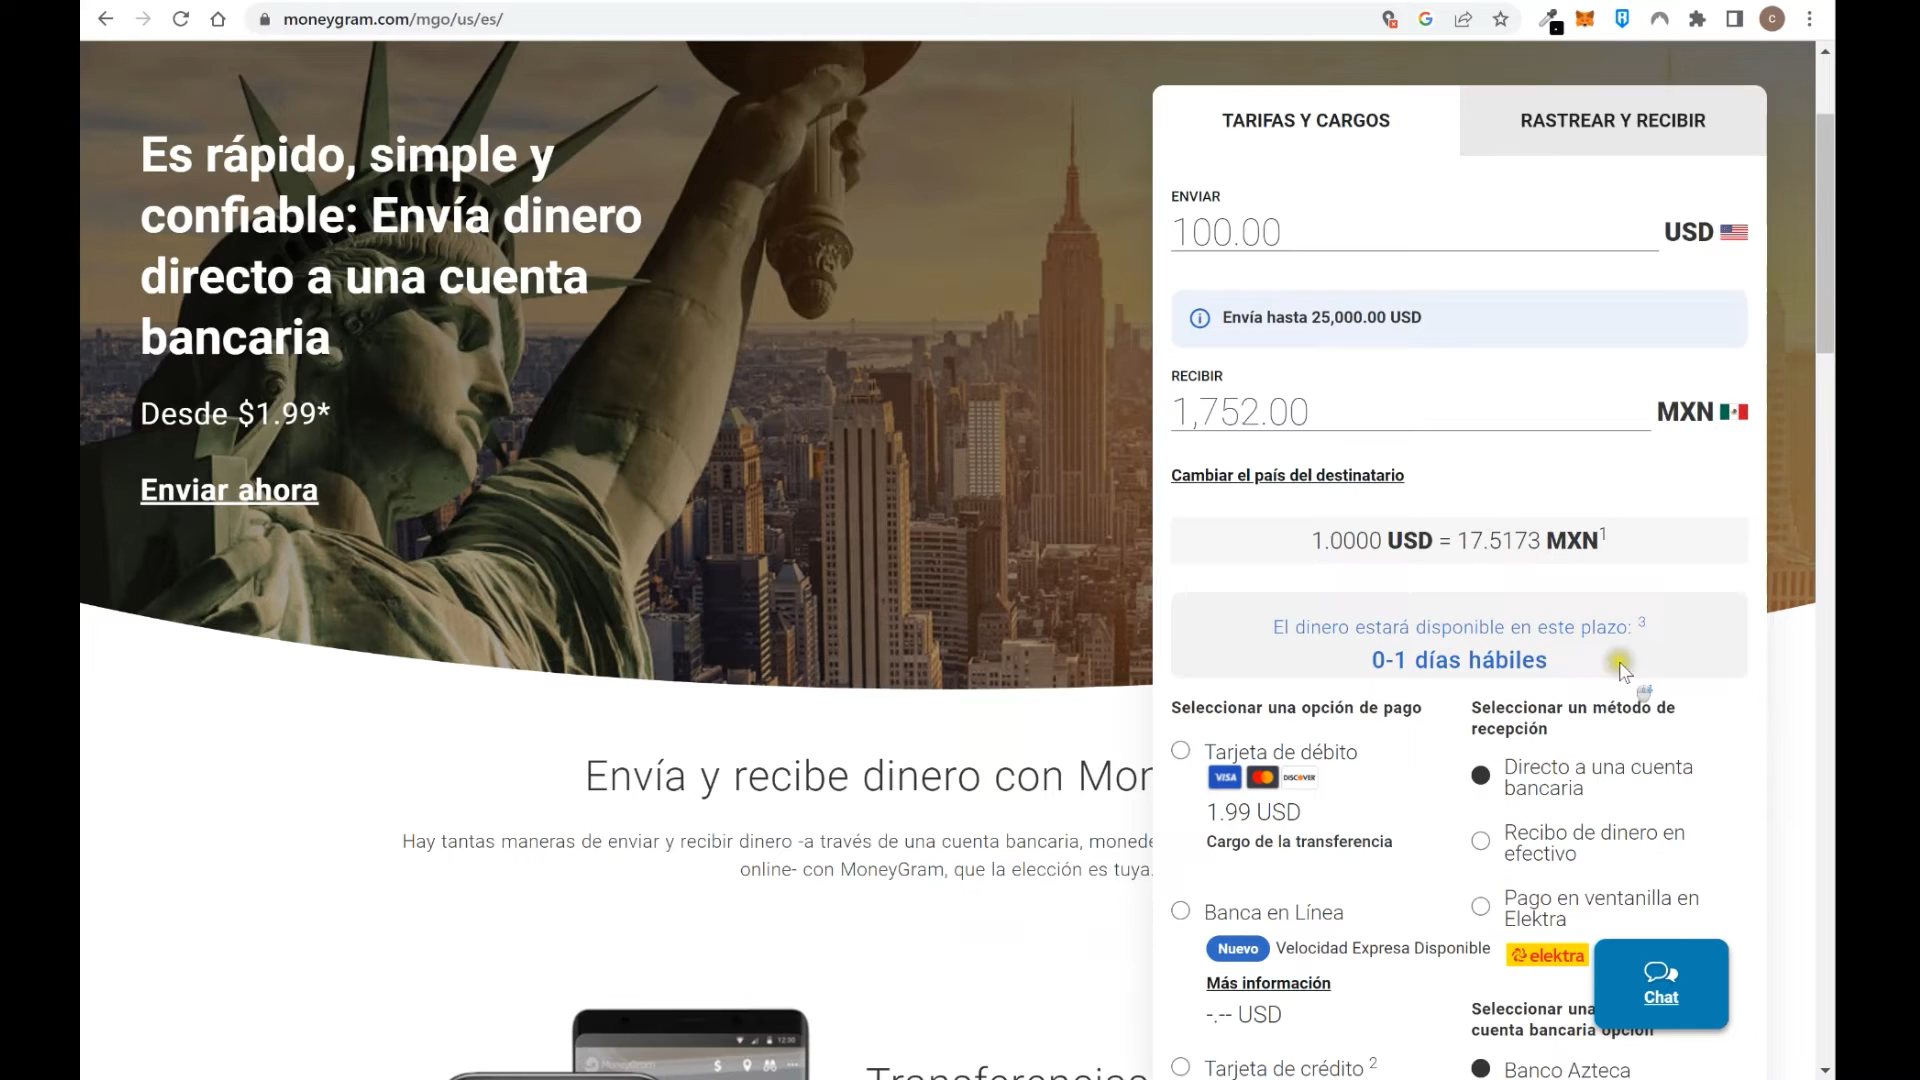 moneygram.com/mgo/us/es/
Es rápido, simple y
confiable: Envía dinero
directo a una cuenta
bancaria
Desde $1.99*
Enviar ahora
TARIFAS Y CARGOS
RASTREAR Y RECIBIR
ENVIAR
100.00
USD
Envía hasta 25,000.00 USD
RECIBIR
1,752.00
MXN
Cambiar el país del destinatario
1.0000 USD = 17.5173 MXN1
El dinero estará disponible en este plazo: 3
0-1 días hábiles
Seleccionar una opción de pago
Tarjeta de débito
VISA
DISCOVER
1.99 USD
Cargo de la transferencia
Banca en Línea
Nuevo Velocidad Expresa Disponible
Más información
-.-- USD
Tarjeta de crédito 2
Seleccionar un método de
recepción
Directo a una cuenta
bancaria
Recibo de dinero en
efectivo
Pago en ventanilla en
Elektra
elektra
Seleccionar una
cuenta bancaria opción
Banco Azteca
Chat
Envía y recibe dinero con Mon
Hay tantas maneras de enviar y recibir dinero -a través de una cuenta bancaria, monede
online- con MoneyGram, que la elección es tuya.
12:30
MoneyGram
$
Transferencias